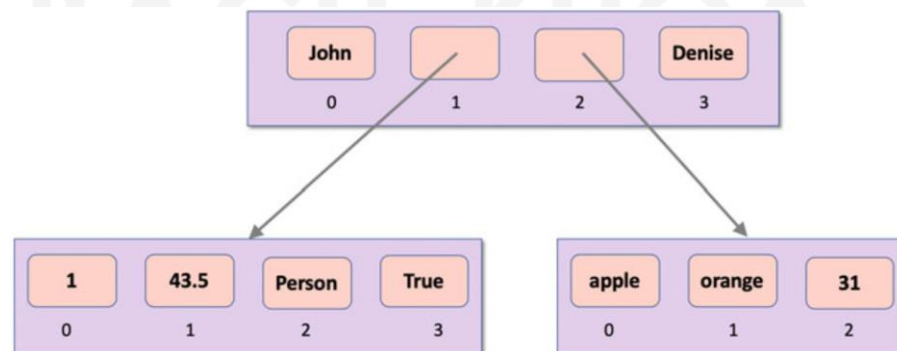 John Denise
0 1 2 3
1 43.5 Person True
0 1 2 3
apple orange 31
0 1 2